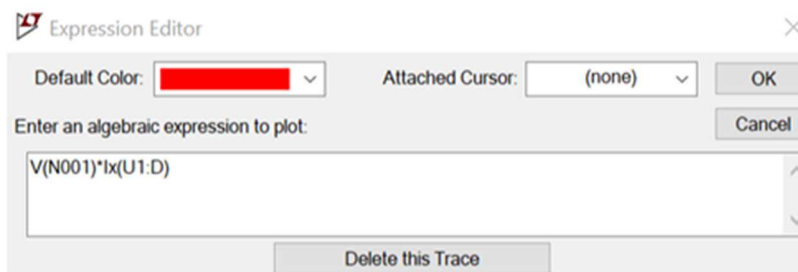 Expression Editor
Default Color:
Attached Cursor: (none) OK
Enter an algebraic expression to plot: Cancel
V(N001)*Ix(U1:D)
Delete this Trace